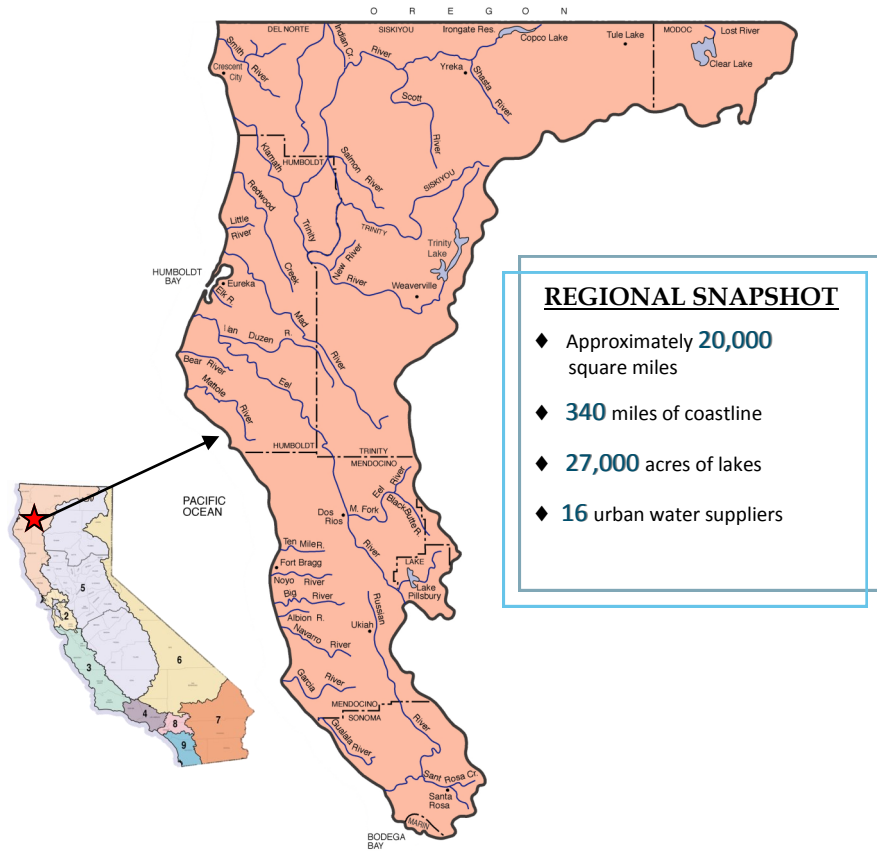 O R E G O N
DEL NORTE
SISKIYOU
Irongate Res.
Copco Lake
Tule Lake
MODOC
Lost River
Clear Lake
Smith
River
Crescent
City
Indian Cr.
River
Yreka
Shasta
River
Scott
River
Klamath
HUMBOLDT
Salmon
River
SISKIYOU
TRINITY
Redwood
Creek
Little
River
Trinity
New River
River
Trinity
Lake
Weaverville
HUMBOLDT
BAY
Eureka
Elk R.
Mad
River
Duzen R.
Bear River
Mattole
River
Eel
HUMBOLDT
TRINITY
MENDOCINO
PACIFIC
OCEAN
Eel River
Black Butte R.
M. Fork
Dos
Rios
River
Ten Mile R.
Fort Bragg
Noyo River
Big River
Albion R.
Navarro River
LAKE
Lake
Pillsbury
Russian
Ukiah
Garcia River
MENDOCINO
SONOMA
River
Gualala River
Sant Rosa Cr.
Santa
Rosa
MARIN
BODEGA
BAY
5
2
3
6
4
8
7
9
REGIONAL SNAPSHOT
♦ Approximately 20,000
square miles
♦ 340 miles of coastline
♦ 27,000 acres of lakes
♦ 16 urban water suppliers